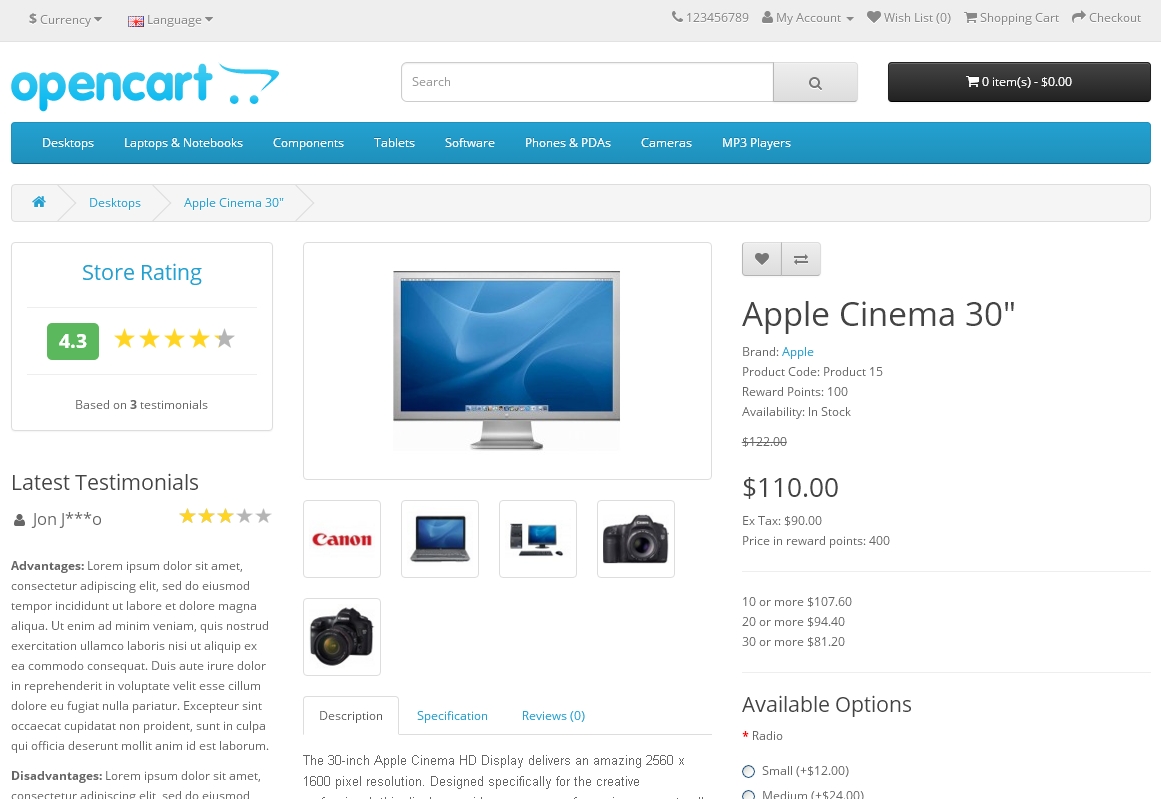 $ Currency
Language
123456789
My Account
Wish List (0)
Shopping Cart
Checkout
opencart
Search
0 item(s) - $0.00
Desktops
Laptops & Notebooks
Components
Tablets
Software
Phones & PDAs
Cameras
MP3 Players
Desktops
Apple Cinema 30"
Store Rating
4.3
Based on 3 testimonials
Latest Testimonials
Jon J***o
Advantages: Lorem ipsum dolor sit amet,
consectetur adipiscing elit, sed do eiusmod
tempor incididunt ut labore et dolore magna
aliqua. Ut enim ad minim veniam, quis nostrud
exercitation ullamco laboris nisi ut aliquip ex
ea commodo consequat. Duis aute irure dolor
in reprehenderit in voluptate velit esse cillum
dolore eu fugiat nulla pariatur. Excepteur sint
occaecat cupidatat non proident, sunt in culpa
qui officia deserunt mollit anim id est laborum.
Disadvantages: Lorem ipsum dolor sit amet,
consectetur adipiscing elit, sed do eiusmod
Canon
Description
Specification
Reviews (0)
The 30-inch Apple Cinema HD Display delivers an amazing 2560 x
1600 pixel resolution. Designed specifically for the creative
Apple Cinema 30"
Brand: Apple
Product Code: Product 15
Reward Points: 100
Availability: In Stock
$122.00
$110.00
Ex Tax: $90.00
Price in reward points: 400
10 or more $107.60
20 or more $94.40
30 or more $81.20
Available Options
* Radio
Small (+$12.00)
Medium (+$24.00)